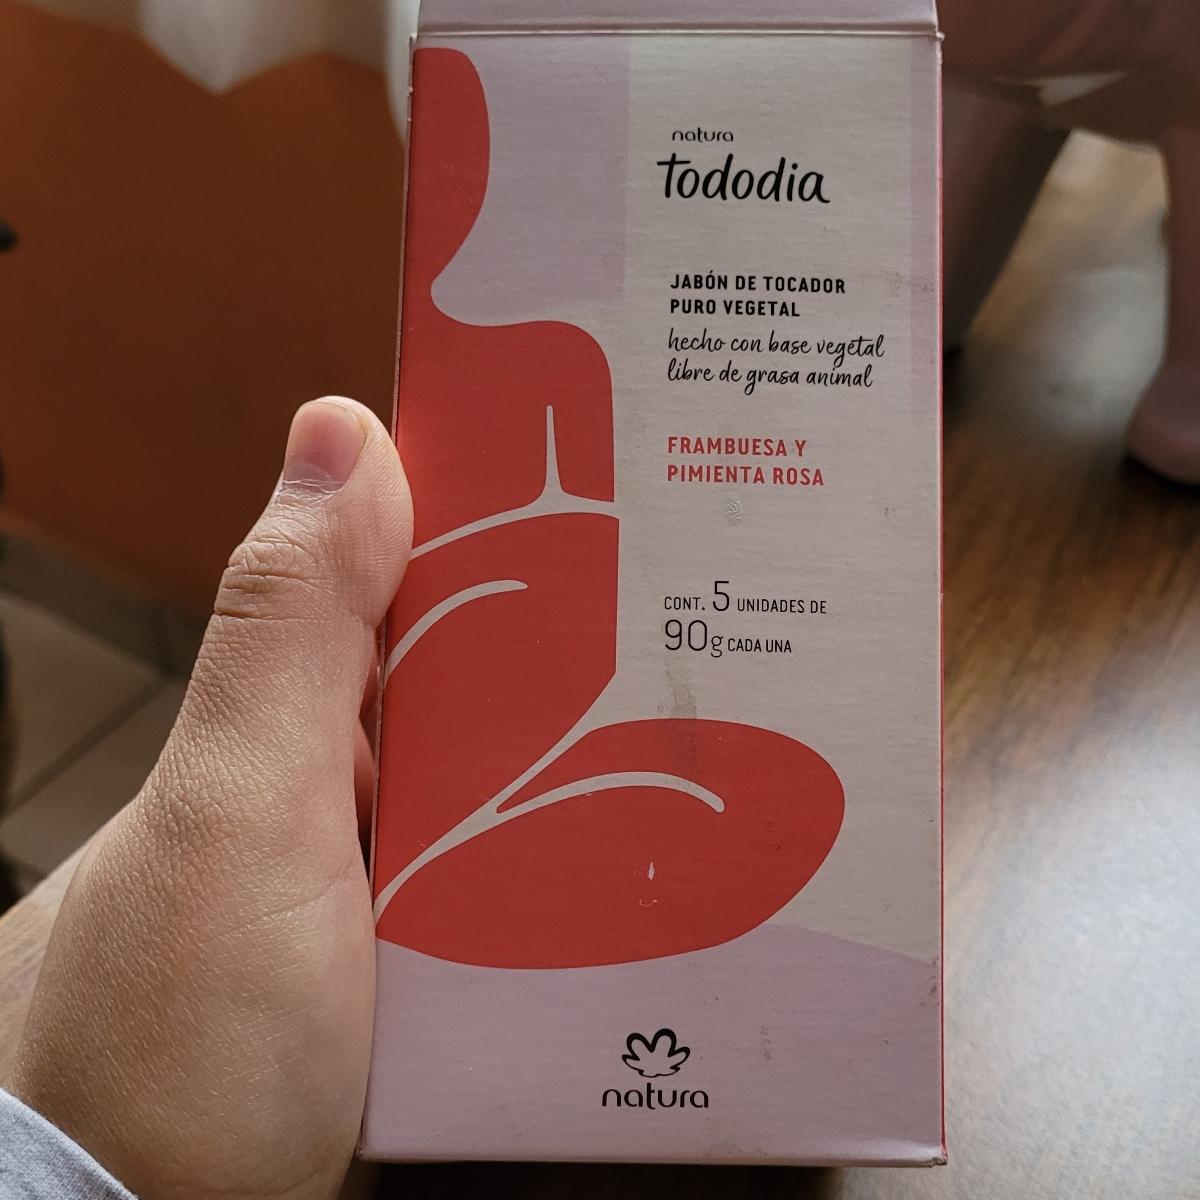 natura
Tododia
JABÓN DE TOCADOR
PURO VEGETAL
hecho con base vegetal
libre de grasa animal
FRAMBUESA Y
PIMIENTA ROSA
CONT. 5 UNIDADES DE
90g CADA UNA
natura